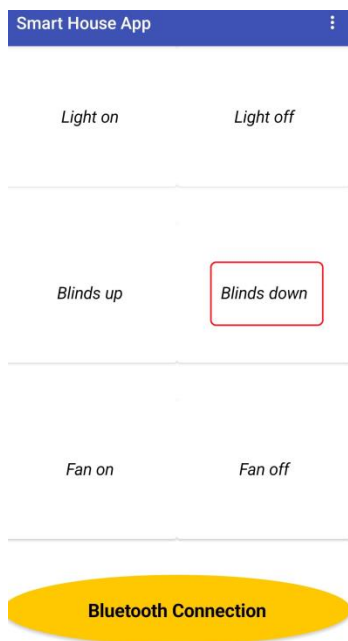 Smart House App
Light on
Light off
Blinds up
Blinds down
Fan on
Fan off
Bluetooth Connection